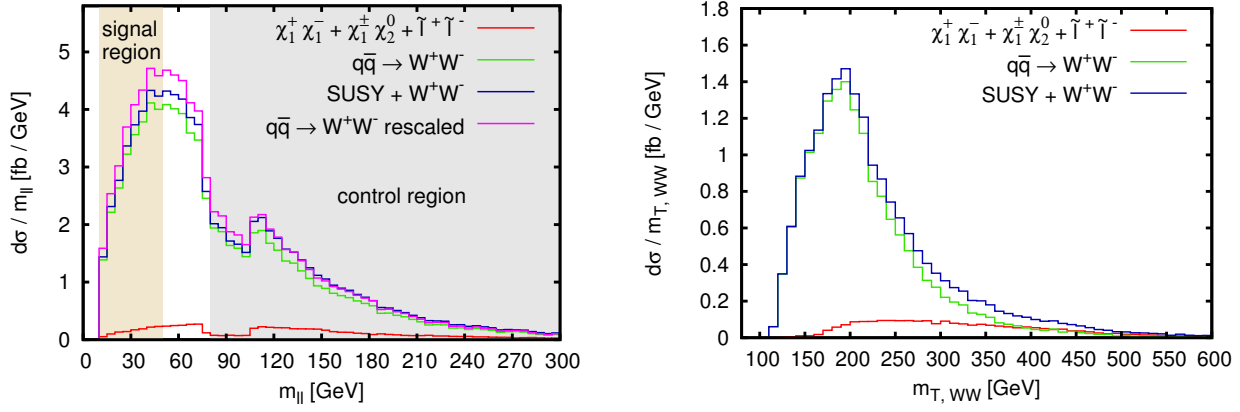 signal
region
χ₁⁺ χ₁⁻ + χ₁± χ₂⁰ + l̃⁺ l̃⁻
qq̅ → W⁺W⁻
SUSY + W⁺W⁻
qq̅ → W⁺W⁻ rescaled
control region
dσ / m_ll [fb / GeV]
5
4
3
2
1
0
0 30 60 90 120 150 180 210 240 270 300
m_ll [GeV]
χ₁⁺ χ₁⁻ + χ₁± χ₂⁰ + l̃⁺ l̃⁻
qq̅ → W⁺W⁻
SUSY + W⁺W⁻
dσ / m_T, WW [fb / GeV]
1.8
1.6
1.4
1.2
1
0.8
0.6
0.4
0.2
0
100 150 200 250 300 350 400 450 500 550 600
m_T, WW [GeV]